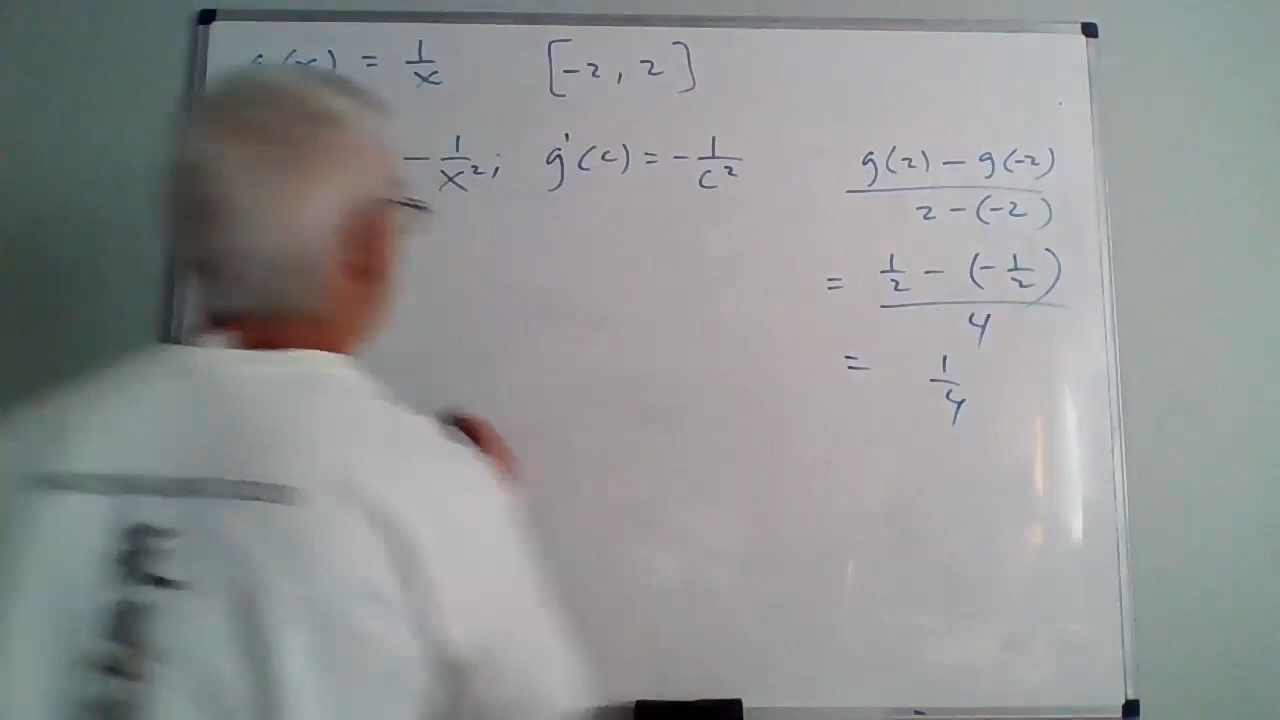 g(x) = 1/x [-2, 2]
-1/x²; g'(c) = -1/c²
g(2) - g(-2) / 2 - (-2)
= 1/2 - (-1/2) / 4
= 1/4